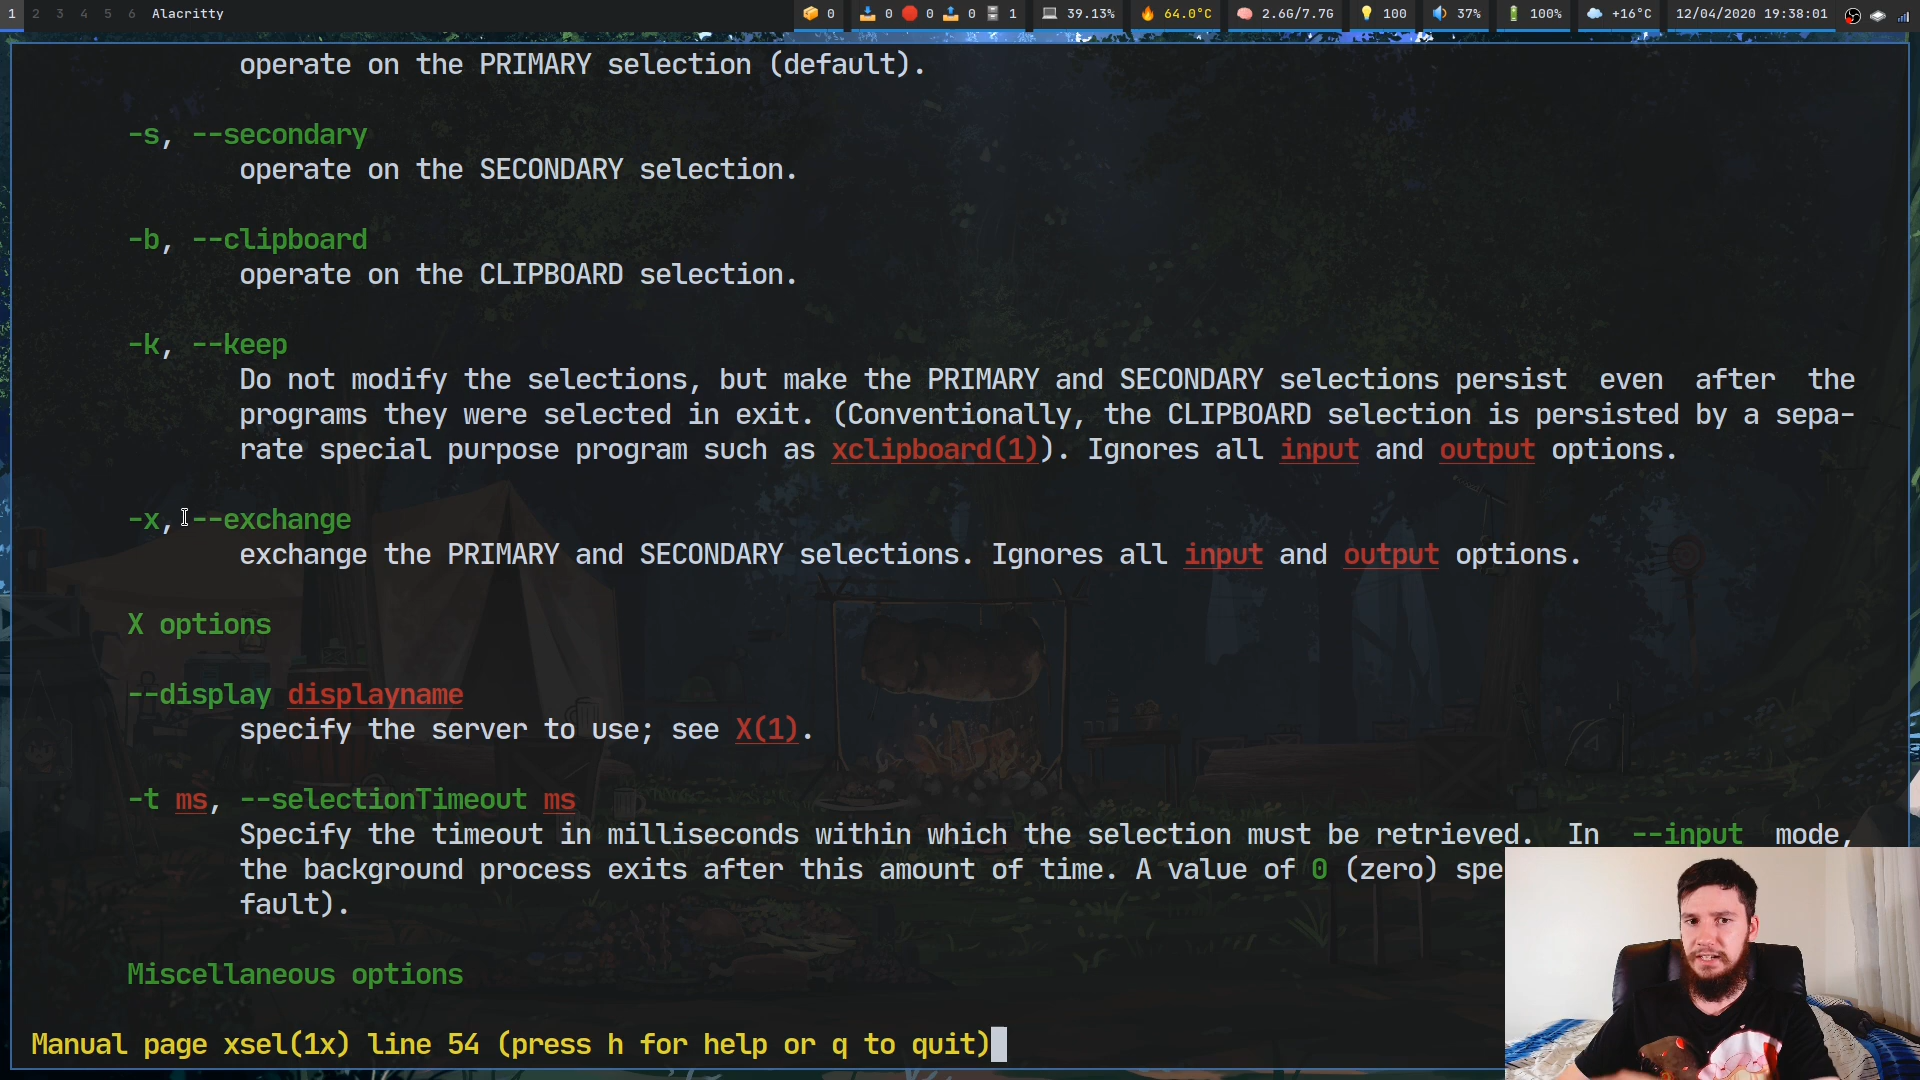 1 2 3 4 5 6 Alacritty 0 0 0 0 1 39.13% 64.0°C 2.6G/7.7G 100 37% 100% +16°C 12/04/2020 19:38:01
operate on the PRIMARY selection (default).
-s, --secondary
operate on the SECONDARY selection.
-b, --clipboard
operate on the CLIPBOARD selection.
-k, --keep
Do not modify the selections, but make the PRIMARY and SECONDARY selections persist even after the
programs they were selected in exit. (Conventionally, the CLIPBOARD selection is persisted by a sepa-
rate special purpose program such as xclipboard(1)). Ignores all input and output options.
-x, --exchange
exchange the PRIMARY and SECONDARY selections. Ignores all input and output options.
X options
--display displayname
specify the server to use; see X(1).
-t ms, --selectionTimeout ms
Specify the timeout in milliseconds within which the selection must be retrieved. In --input mode,
the background process exits after this amount of time. A value of 0 (zero) spe
fault).
Miscellaneous options
Manual page xsel(1x) line 54 (press h for help or q to quit)